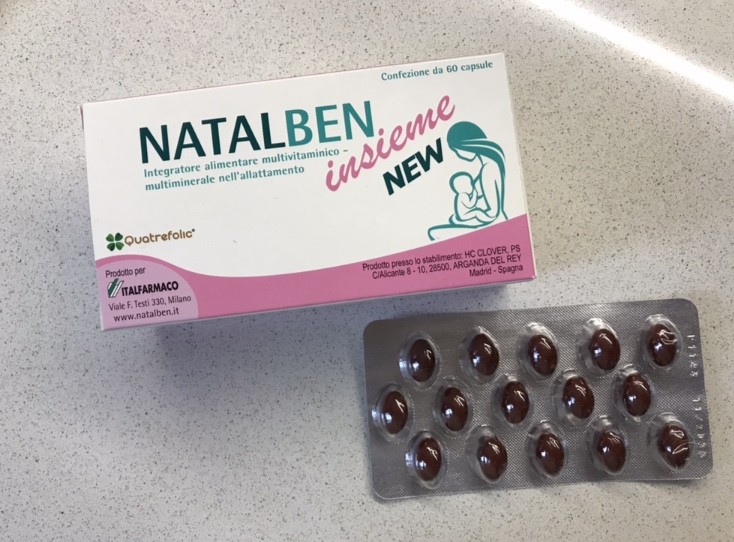 Confezione da 60 capsule
NATALBEN
insieme
Integratore alimentare multivitaminico -
multiminerale nell'allattamento
NEW
Quatrefolic®
Prodotto per
ITALFARMACO
Viale F. Testi 330, Milano
www.natalben.it
Prodotto presso lo stabilimento: HC CLOVER, PS
C/Alicante 8 - 10, 28500, ARGANDA DEL REY
Madrid - Spagna